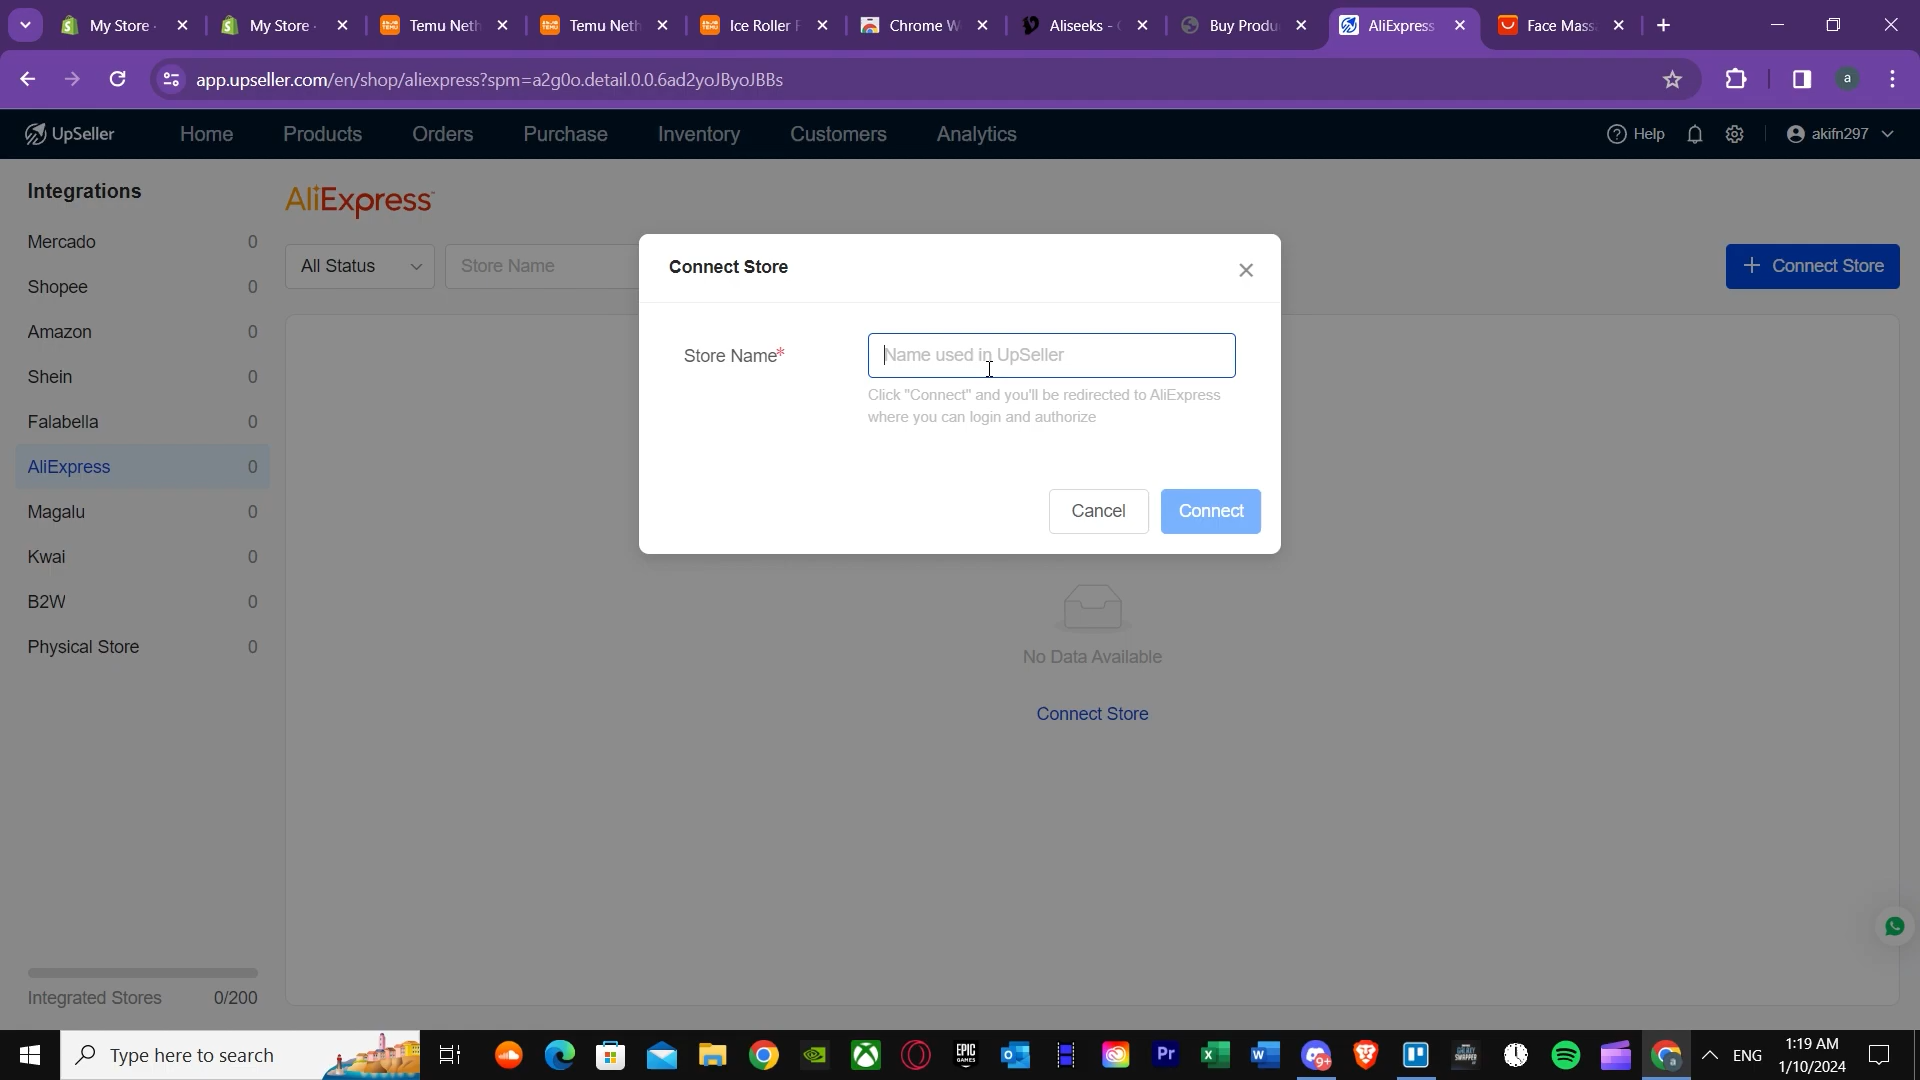 My Store
My Store
Temu Neth
Temu Neth
Ice Roller F
Chrome W
Aliseeks -
Buy Produ
AliExpress
Face Mass
app.upseller.com/en/shop/aliexpress?spm=a2g0o.detail.0.0.6ad2yoJByoJBBs
a
UpSeller
Home
Products
Orders
Purchase
Inventory
Customers
Analytics
Help
akifn297
Integrations
Mercado 0
Shopee 0
Amazon 0
Shein 0
Falabella 0
AliExpress 0
Magalu 0
Kwai 0
B2W 0
Physical Store 0
Integrated Stores 0/200
AliExpress
All Status
Store Name
+ Connect Store
Connect Store
Store Name*
Name used in UpSeller
Click "Connect" and you'll be redirected to AliExpress
where you can login and authorize
Cancel
Connect
No Data Available
Connect Store
Type here to search
EPIC
GAMES
Pr
9+
a
ENG
1:19 AM
1/10/2024